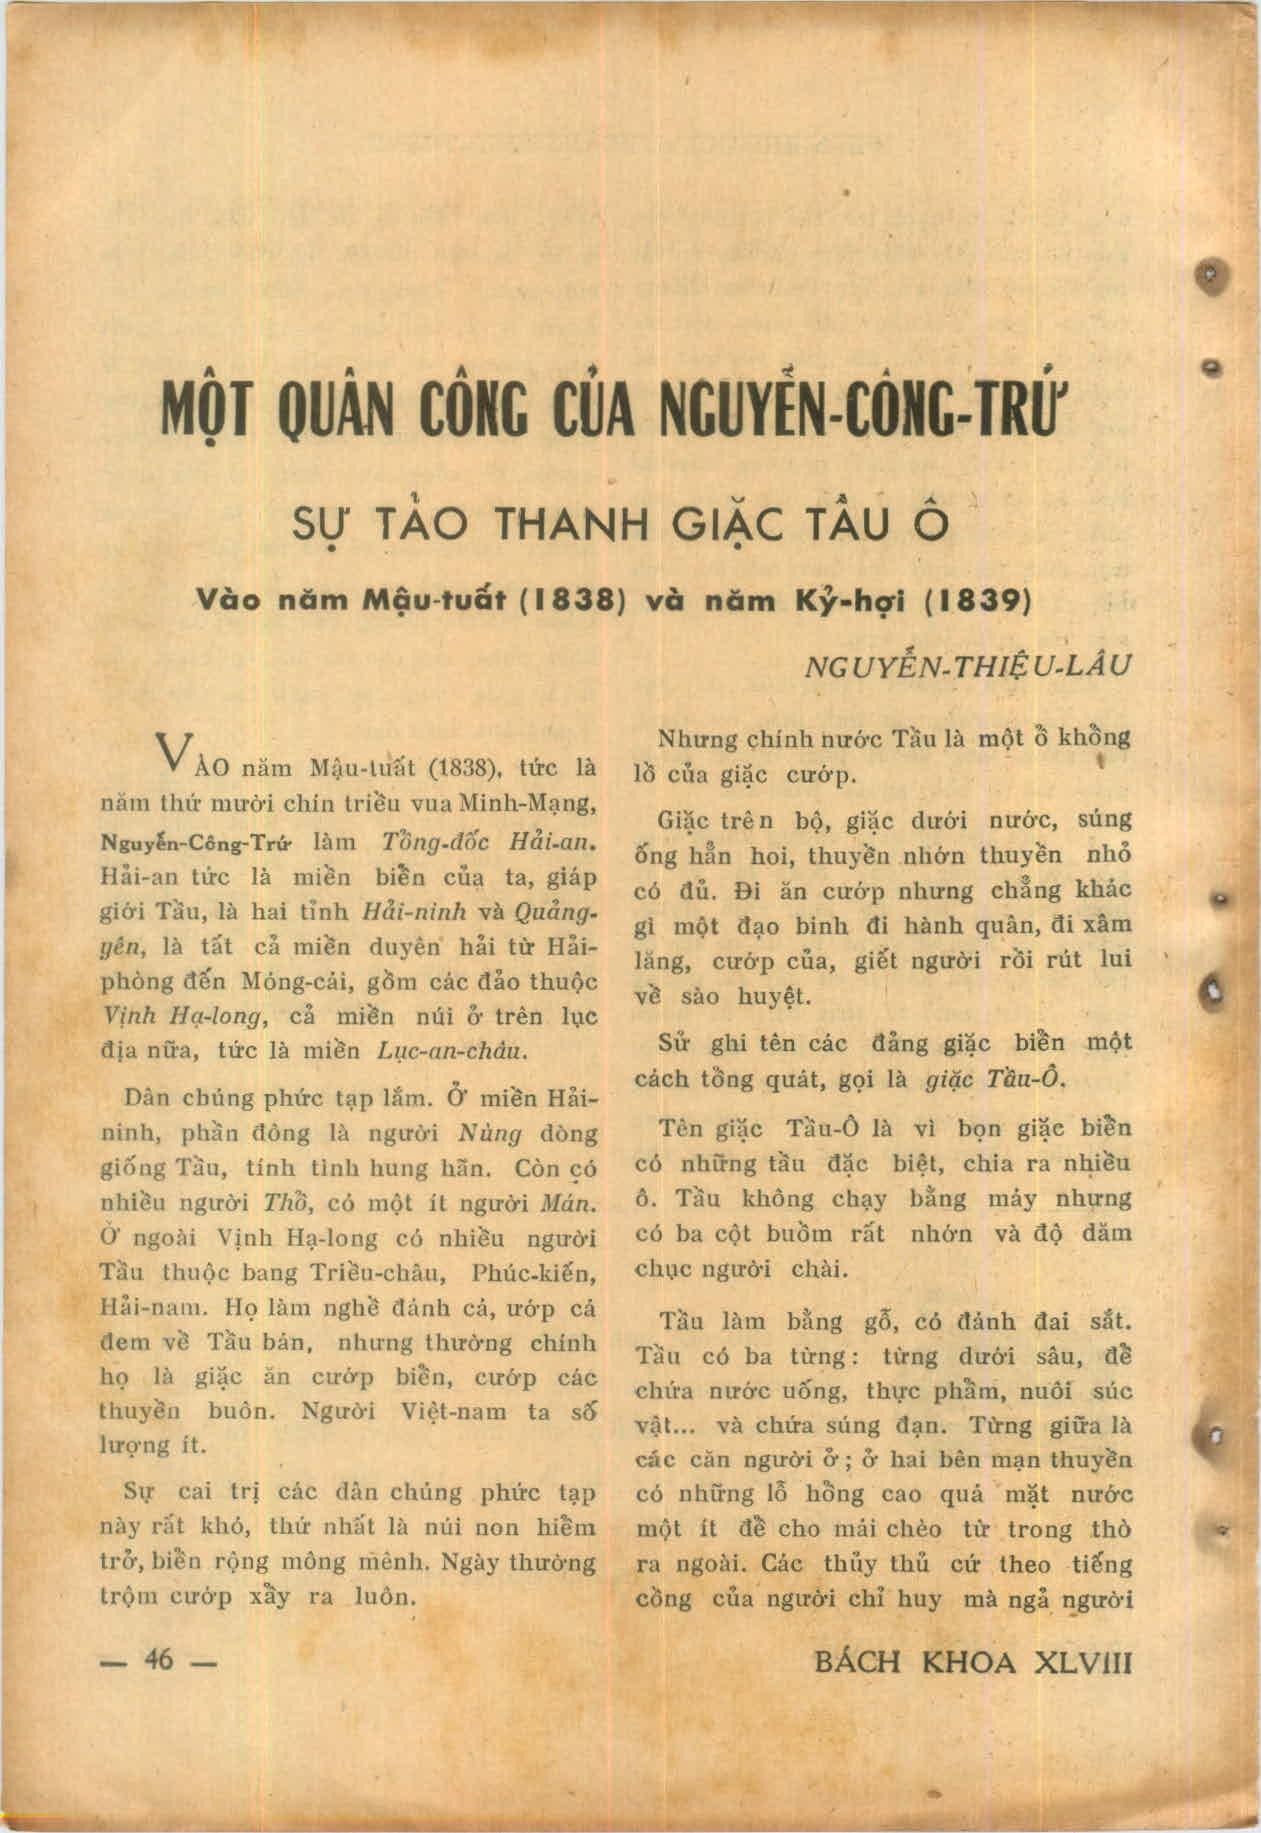 MỘT QUÂN CÔNG CỦA NGUYỄN-CÔNG-TRỨ
SỰ TẢO THANH GIẶC TẦU Ô
Vào năm Mậu-tuất (1838) và năm Kỷ-hợi (1839)
NGUYỄN-THIỆU-LÂU
VÀO năm Mậu-tuất (1838), tức là
năm thứ mười chín triều vua Minh-Mạng,
Nguyễn-Công-Trứ làm Tổng-đốc Hải-an.
Hải-an tức là miền biển của ta, giáp
giới Tầu, là hai tỉnh Hải-ninh và Quảng-
yên, là tất cả miền duyên hải từ Hải-
phòng đến Móng-cái, gồm các đảo thuộc
Vịnh Hạ-long, cả miền núi ở trên lục
địa nữa, tức là miền Lục-an-châu.
Dân chúng phức tạp lắm. Ở miền Hải-
ninh, phần đông là người Nùng dòng
giống Tầu, tính tình hung hãn. Còn có
nhiều người Thổ, có một ít người Mán.
Ở ngoài Vịnh Hạ-long có nhiều người
Tầu thuộc bang Triều-châu, Phúc-kiến,
Hải-nam. Họ làm nghề đánh cá, ướp cá
đem về Tầu bán, nhưng thường chính
họ là giặc ăn cướp biển, cướp các
thuyền buôn. Người Việt-nam ta số
lượng ít.
Sự cai trị các dân chúng phức tạp
này rất khó, thứ nhất là núi non hiểm
trở, biển rộng mông mênh. Ngày thường
trộm cướp xẩy ra luôn.
Nhưng chính nước Tầu là một ổ khổng
lồ của giặc cướp.
Giặc trên bộ, giặc dưới nước, súng
ống hẳn hoi, thuyền nhớn thuyền nhỏ
có đủ. Đi ăn cướp nhưng chẳng khác
gì một đạo binh đi hành quân, đi xâm
lăng, cướp của, giết người rồi rút lui
về sào huyệt.
Sử ghi tên các đảng giặc biển một
cách tổng quát, gọi là giặc Tầu-Ô.
Tên giặc Tầu-Ô là vì bọn giặc biển
có những tầu đặc biệt, chia ra nhiều
ô. Tầu không chạy bằng máy nhưng
có ba cột buồm rất nhớn và độ dăm
chục người chài.
Tầu làm bằng gỗ, có đánh đai sắt.
Tầu có ba từng: từng dưới sâu, để
chứa nước uống, thực phẩm, nuôi súc
vật... và chứa súng đạn. Từng giữa là
các căn người ở; ở hai bên mạn thuyền
có những lỗ hổng cao quá mặt nước
một ít để cho mái chèo từ trong thò
ra ngoài. Các thủy thủ cứ theo tiếng
cồng của người chỉ huy mà ngả người
— 46 —
BÁCH KHOA XLVIII